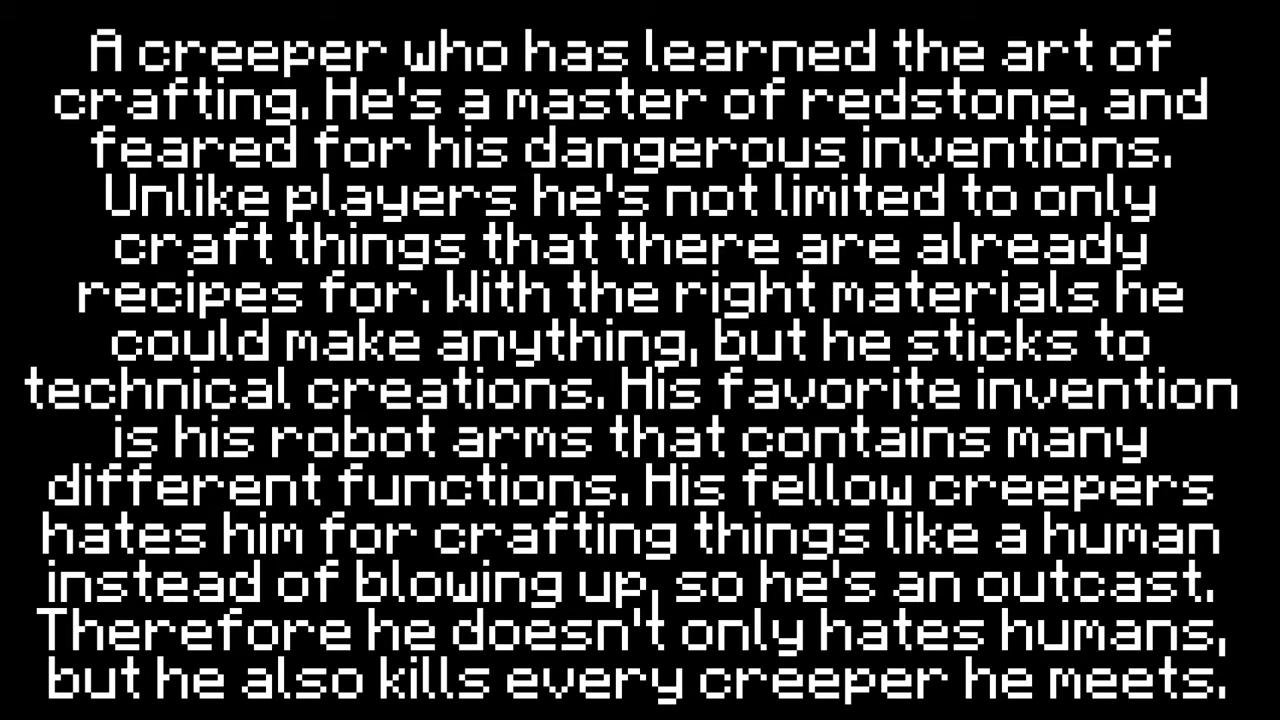 A creeper who has learned the art of
crafting. He's a master of redstone, and
feared for his dangerous inventions.
Unlike players he's not limited to only
craft things that there are already
recipes for. With the right materials he
could make anything, but he sticks to
technical creations. His favorite invention
is his robot arms that contains many
different functions. His fellow creepers
hates him for crafting things like a human
instead of blowing up, so he's an outcast.
Therefore he doesn't only hates humans,
but he also kills every creeper he meets.